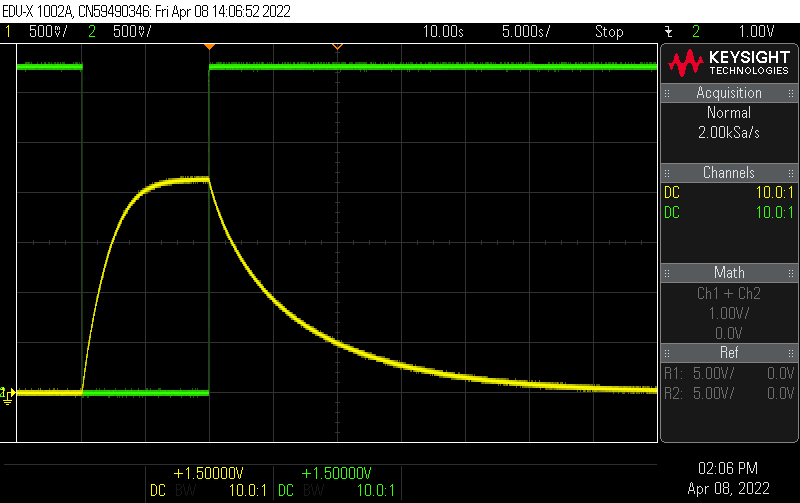 EDU-X 1002A, CN59490346: Fri Apr 08 14:06:52 2022
1 500mV/ 2 500mV/ 10.00s 5.000s/ Stop 2 1.00V
KEYSIGHT
TECHNOLOGIES
Acquisition
Normal
2.00kSa/s
Channels
DC 10.0:1
DC 10.0:1
Math
Ch1 + Ch2
1.00V/
0.0V
Ref
R1: 5.00V/ 0.0V
R2: 5.00V/ 0.0V
+1.50000V +1.50000V
DC BW 10.0:1 DC BW 10.0:1
02:06 PM
Apr 08, 2022